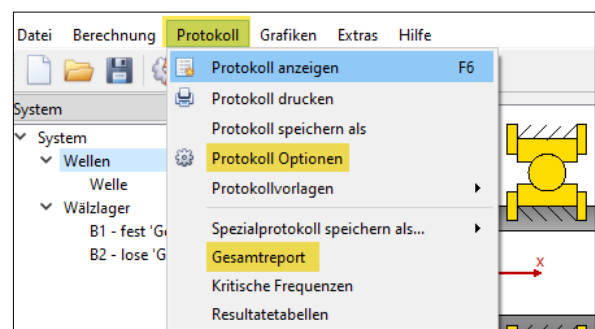 Datei Berechnung Protokoll Grafiken Extras Hilfe
Protokoll anzeigen F6
Protokoll drucken
Protokoll speichern als
Protokoll Optionen
Protokollvorlagen
Spezialprotokoll speichern als...
Gesamtreport
Kritische Frequenzen
Resultatetabellen
System
System
Wellen
Welle
Wälzlager
B1 - fest 'G
B2 - lose 'G
x